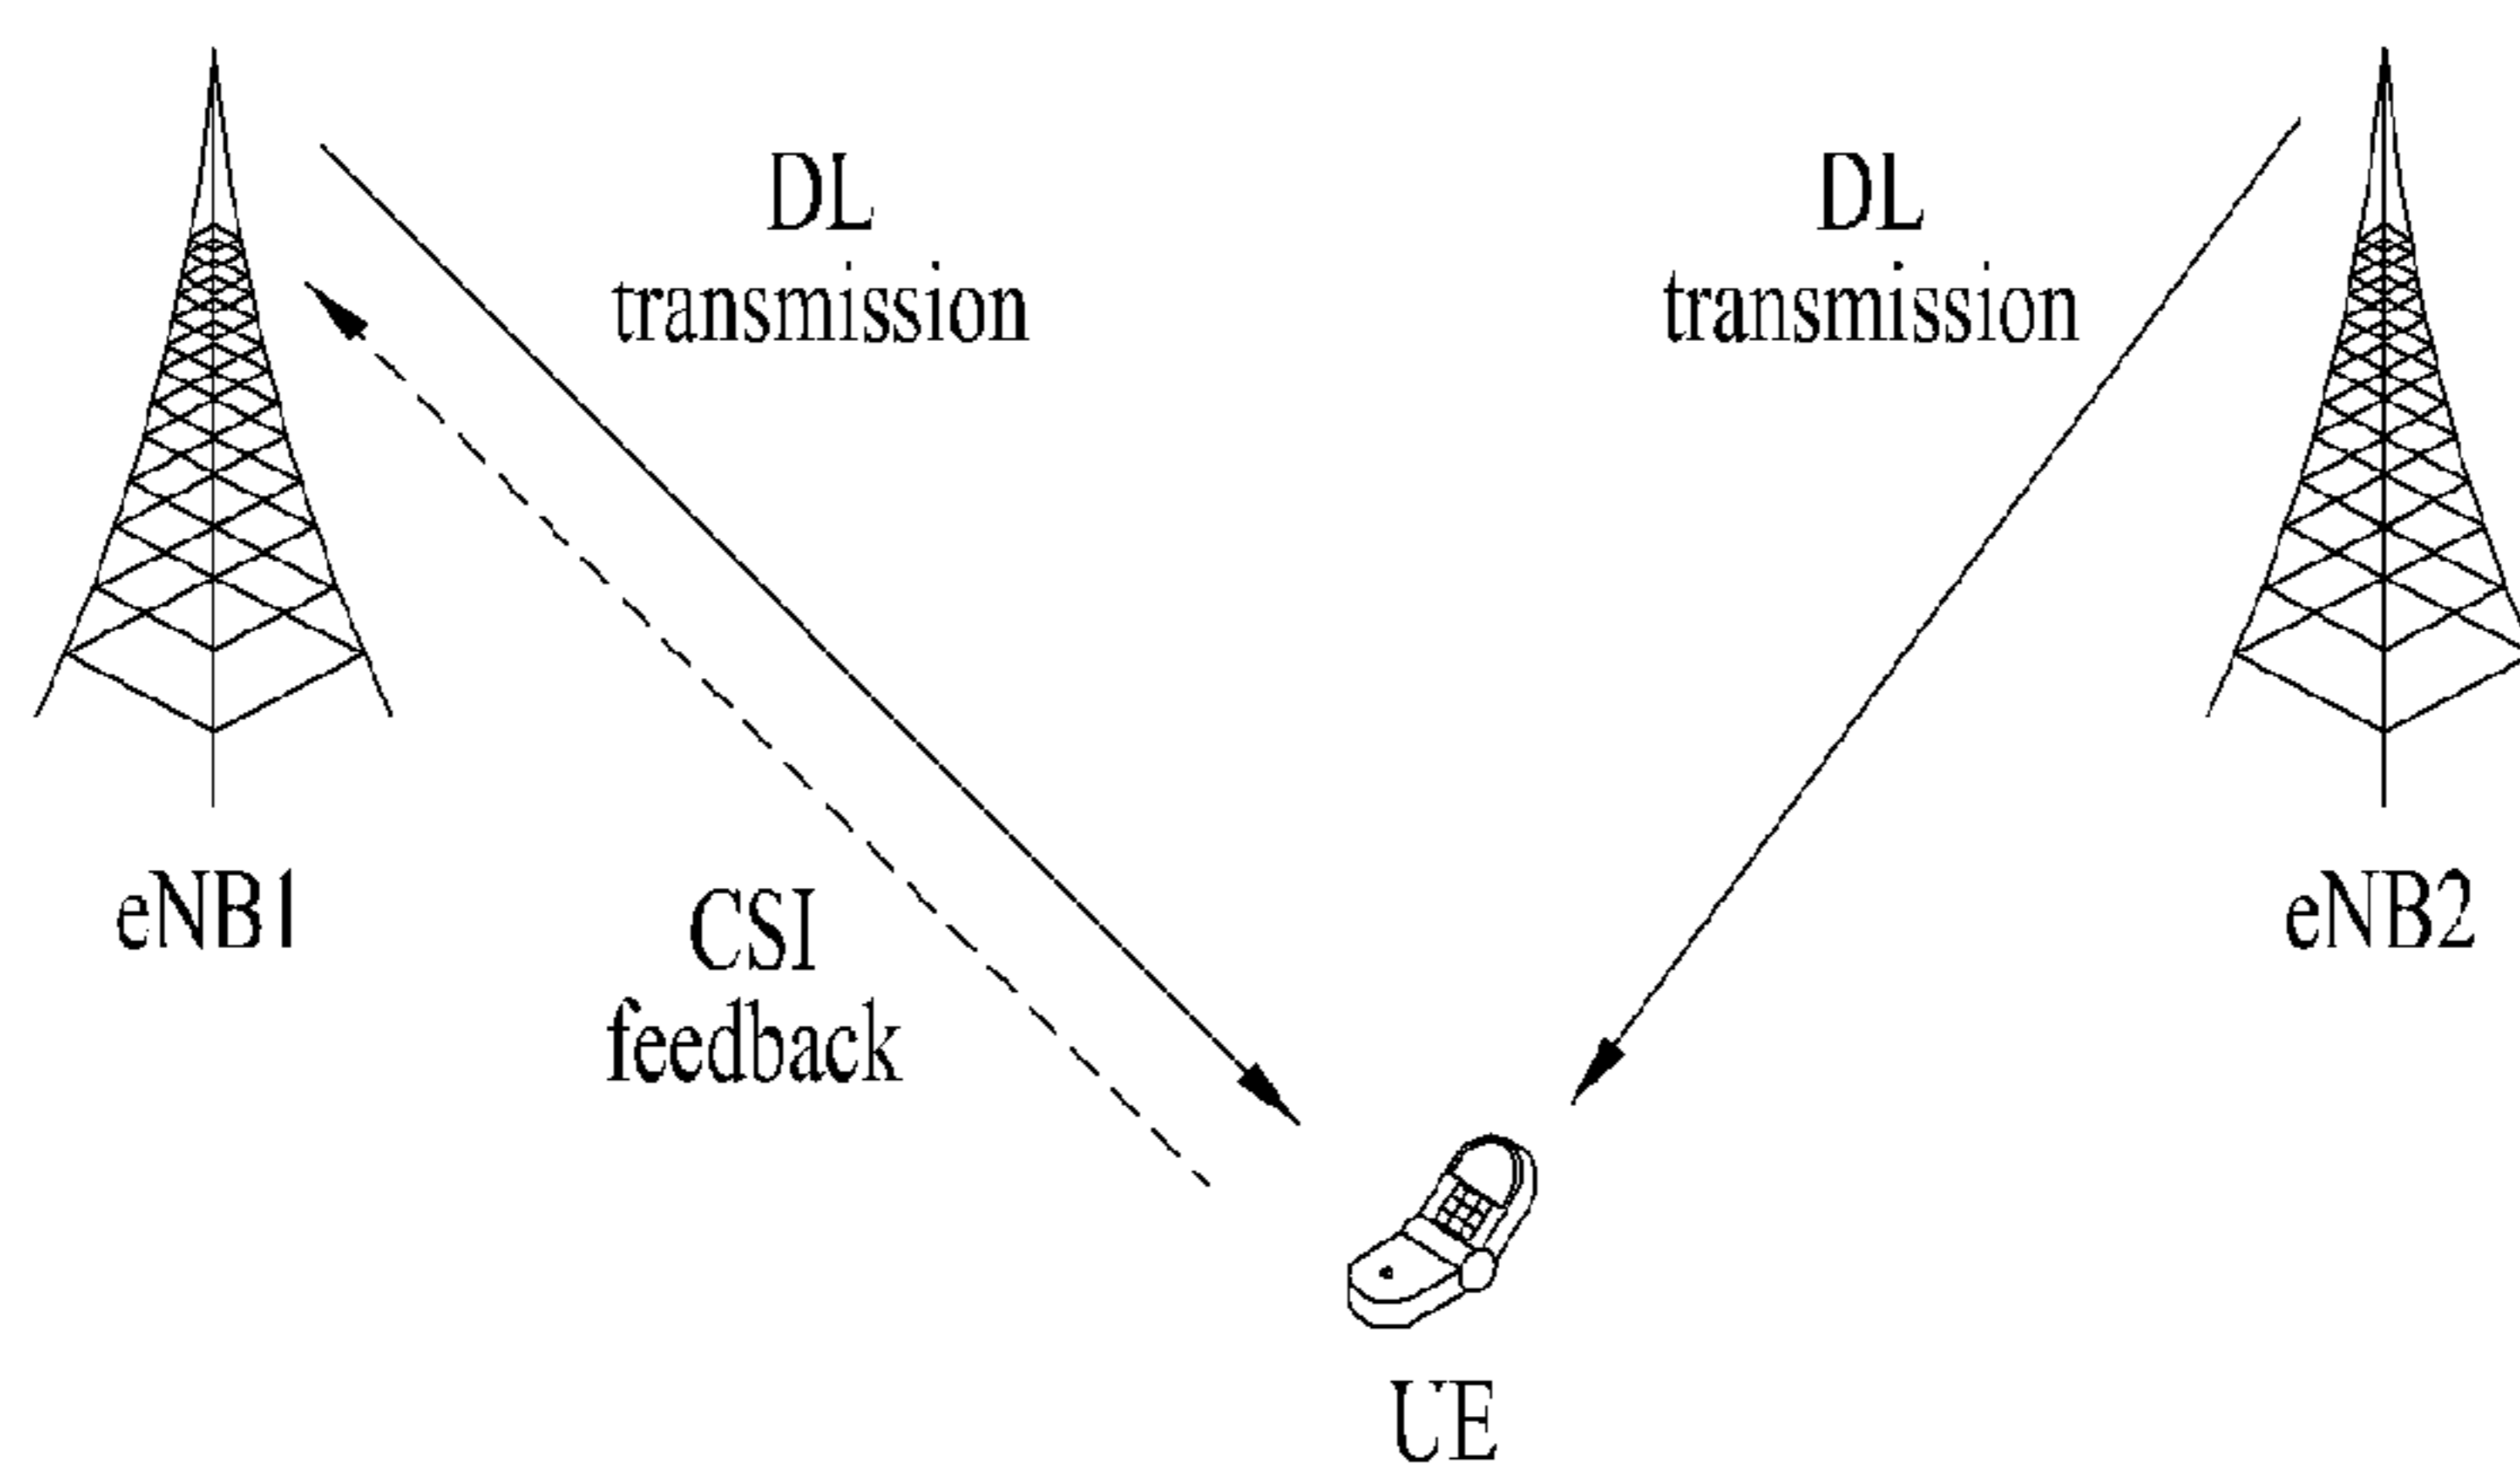 DL
transmission
DL
transmission
eNB1
eNB2
CSI
feedback
UE